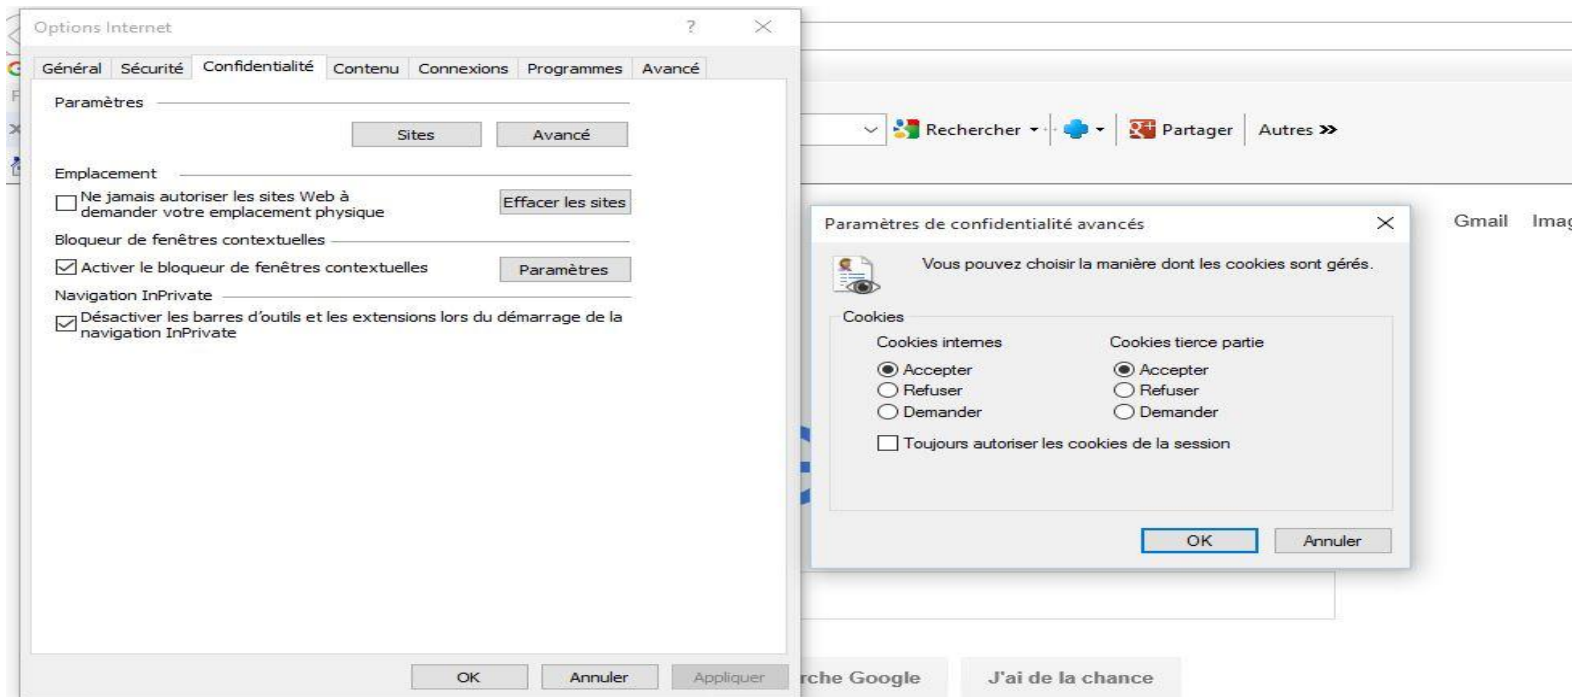 Options Internet
?
Général Sécurité Confidentialité Contenu Connexions Programmes Avancé
Paramètres
Sites Avancé
Emplacement
Ne jamais autoriser les sites Web à
demander votre emplacement physique
Effacer les sites
Bloqueur de fenêtres contextuelles
Activer le bloqueur de fenêtres contextuelles
Paramètres
Navigation InPrivate
Désactiver les barres d'outils et les extensions lors du démarrage de la
navigation InPrivate
OK Annuler Appliquer
Rechercher Partager Autres
Gmail
Paramètres de confidentialité avancés
Vous pouvez choisir la manière dont les cookies sont gérés.
Cookies
Cookies internes Cookies tierce partie
Accepter Accepter
Refuser Refuser
Demander Demander
Toujours autoriser les cookies de la session
OK Annuler
Google J'ai de la chance